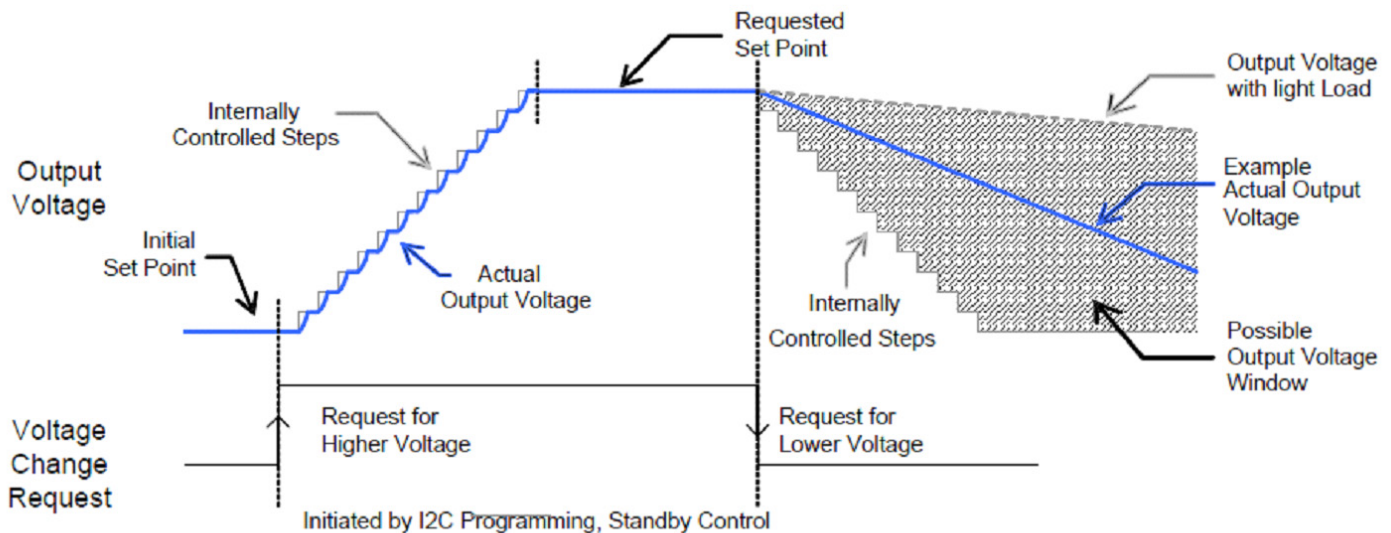 Requested
Set Point
Output Voltage
with light Load
Internally
Controlled Steps
Output
Voltage
Example
Actual Output
Voltage
Initial
Set Point
Actual
Output Voltage
Internally
Controlled Steps
Possible
Output Voltage
Window
Voltage
Change
Request
Request for
Higher Voltage
Request for
Lower Voltage
Initiated by I2C Programming, Standby Control